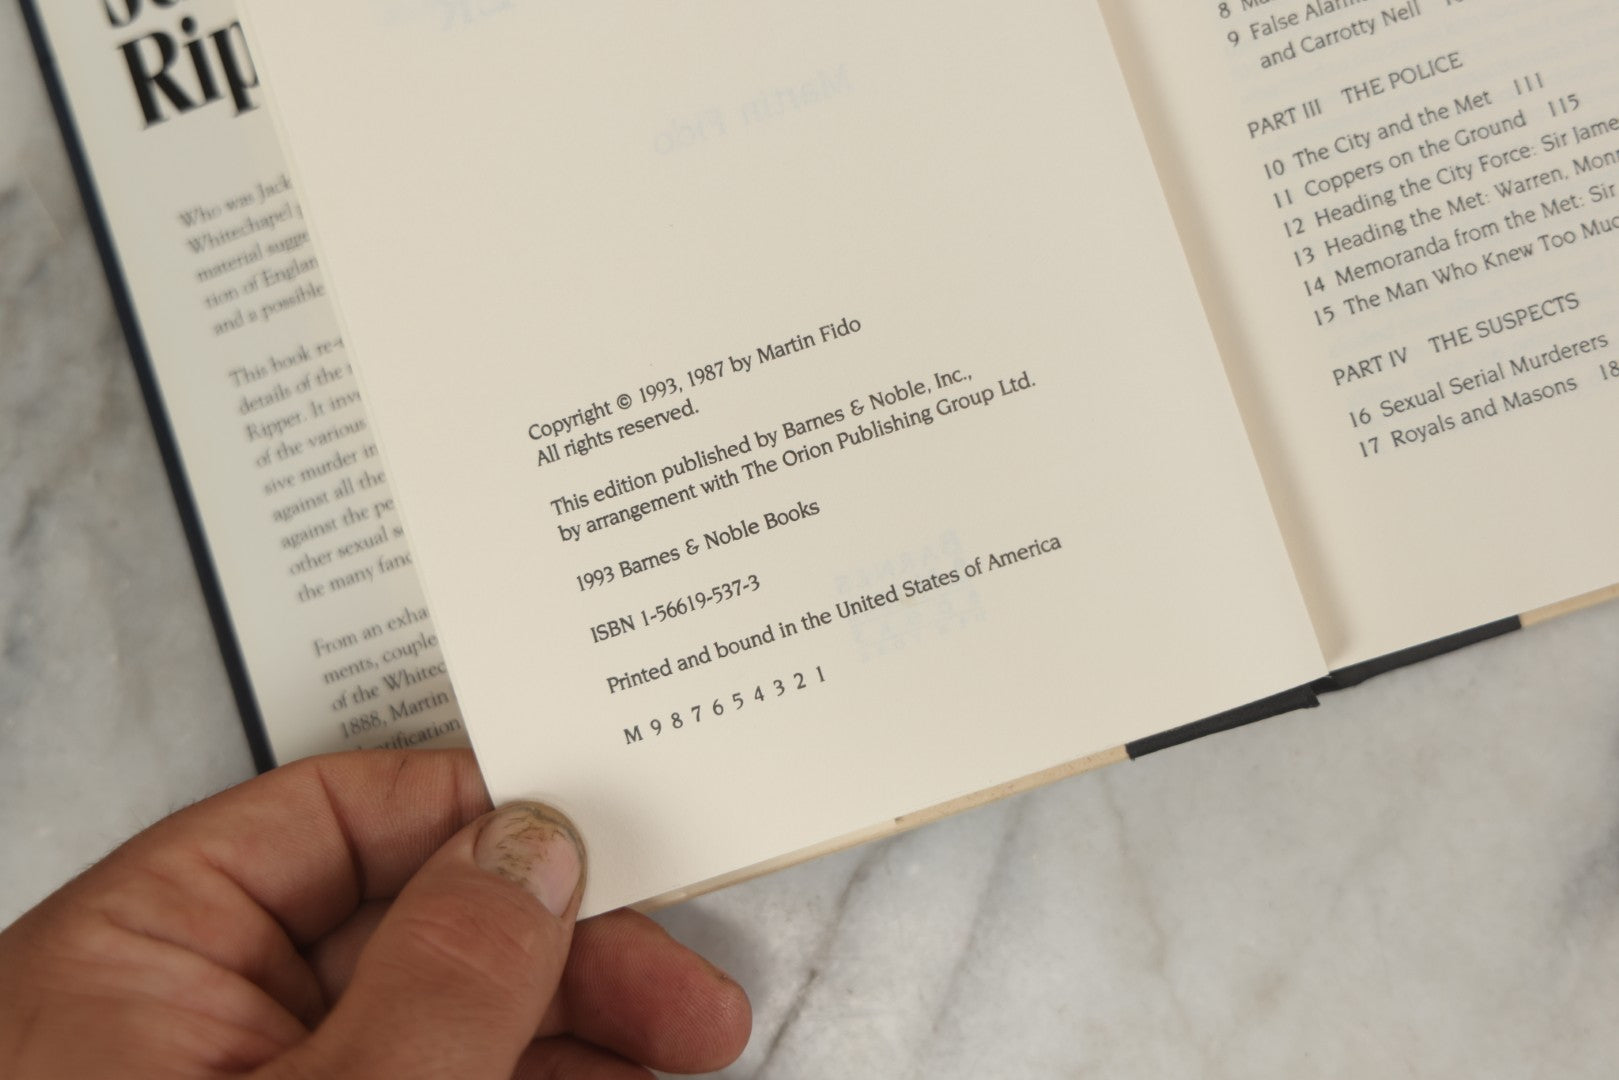 Rip
Who was Jack
Whitechapel
material sugge
tion of Englan
and a possible
This book re-
details of the
Ripper. It inv
of the various
sive murder in
against all the
against the pe
other sexual s
the many fanc
From an exha
ments, couple
of the Whitec
1888, Martin
ntification
Martin Fido
Copyright © 1993, 1987 by Martin Fido
All rights reserved.
This edition published by Barnes & Noble, Inc.,
by arrangement with The Orion Publishing Group Ltd.
1993 Barnes & Noble Books
ISBN 1-56619-537-3
Printed and bound in the United States of America
M 9 8 7 6 5 4 3 2 1
8
9 False Alarm
and Carrotty Nell
PART III THE POLICE
10 The City and the Met 111
11 Coppers on the Ground 115
12 Heading the City Force: Sir Jame
13 Heading the Met: Warren, Mon
14 Memoranda from the Met: Sir
15 The Man Who Knew Too Muc
PART IV THE SUSPECTS
16 Sexual Serial Murderers
17 Royals and Masons 18